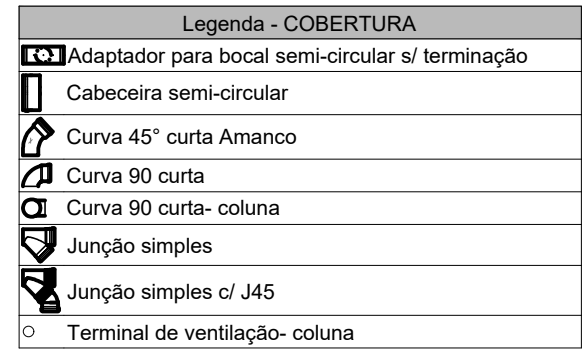 Legenda - COBERTURA
Adaptador para bocal semi-circular s/ terminação
Cabeceira semi-circular
Curva 45° curta Amanco
Curva 90 curta
Curva 90 curta- coluna
Junção simples
Junção simples c/ J45
Terminal de ventilação- coluna